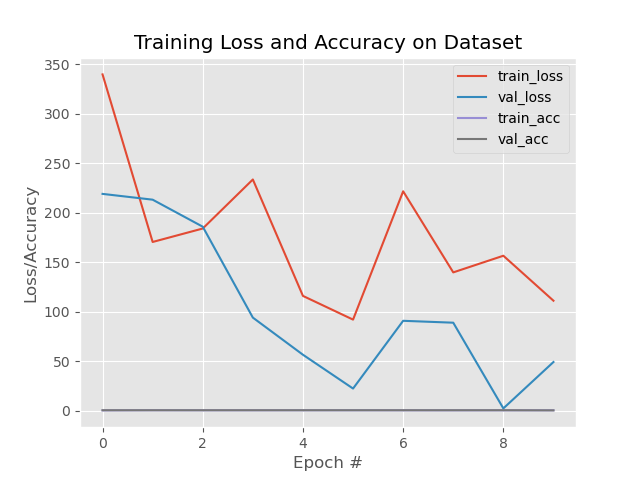 Training Loss and Accuracy on Dataset
350
300
250
200
150
100
50
0
Loss/Accuracy
train_loss
val_loss
train_acc
val_acc
0 2 4 6 8
Epoch #